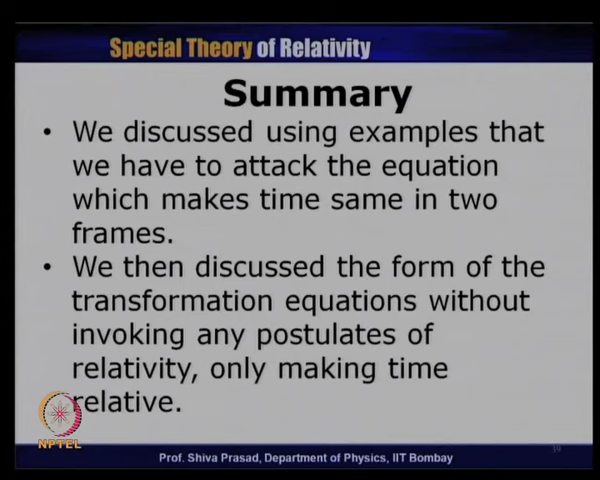 Special Theory of Relativity
Summary
• We discussed using examples that
we have to attack the equation
which makes time same in two
frames.
• We then discussed the form of the
transformation equations without
invoking any postulates of
relativity, only making time
relative.
NPTEL
Prof. Shiva Prasad, Department of Physics, IIT Bombay